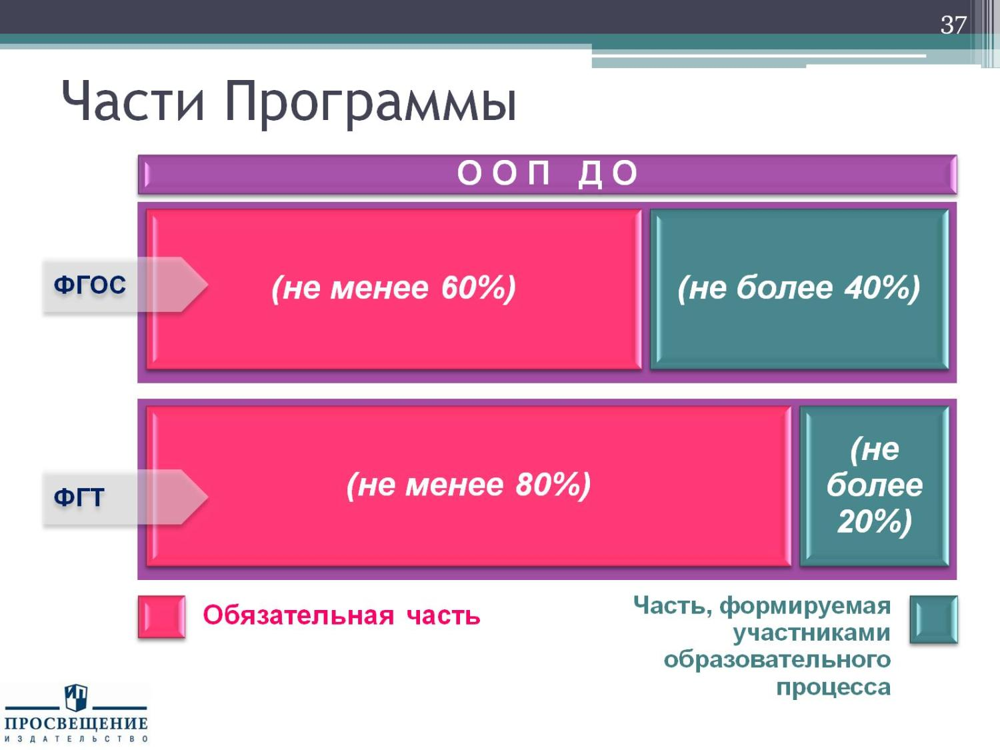 37
Части Программы
О О П Д О
ФГОС
(не менее 60%)
(не более 40%)
ФГТ
(не менее 80%)
(не
более
20%)
Обязательная часть
Часть, формируемая
участниками
образовательного
процесса
ПРОСВЕЩЕНИЕ
ИЗДАТЕЛЬСТВО